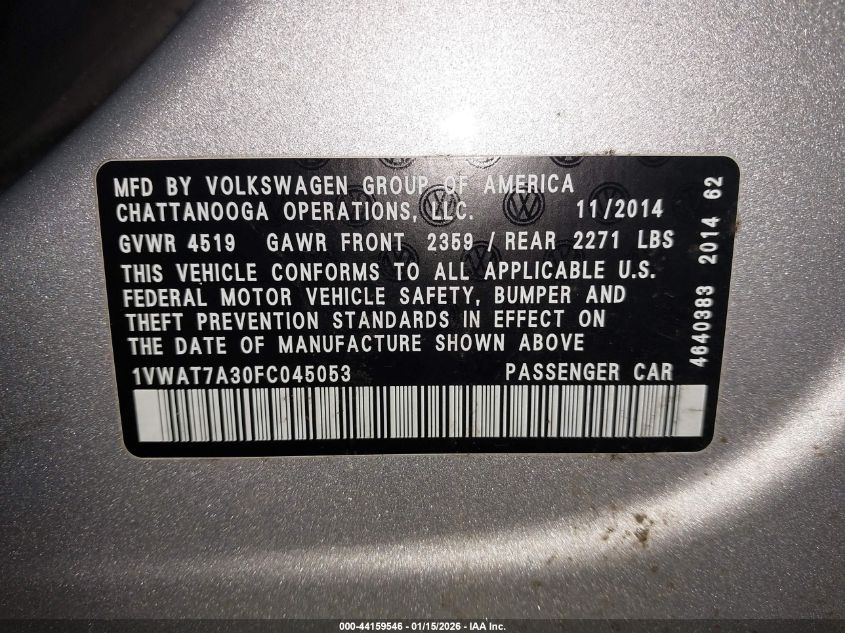 MFD BY VOLKSWAGEN GROUP OF AMERICA
CHATTANOOGA OPERATIONS, LLC. 11/2014
GVWR 4519 GAWR FRONT 2359 / REAR 2271 LBS
THIS VEHICLE CONFORMS TO ALL APPLICABLE U.S.
FEDERAL MOTOR VEHICLE SAFETY, BUMPER AND
THEFT PREVENTION STANDARDS IN EFFECT ON
THE DATE OF MANUFACTURE SHOWN ABOVE
1VWAT7A30FC045053 PASSENGER CAR
4640383 2014 62
000-44159546 - 01/15/2026 - IAA Inc.